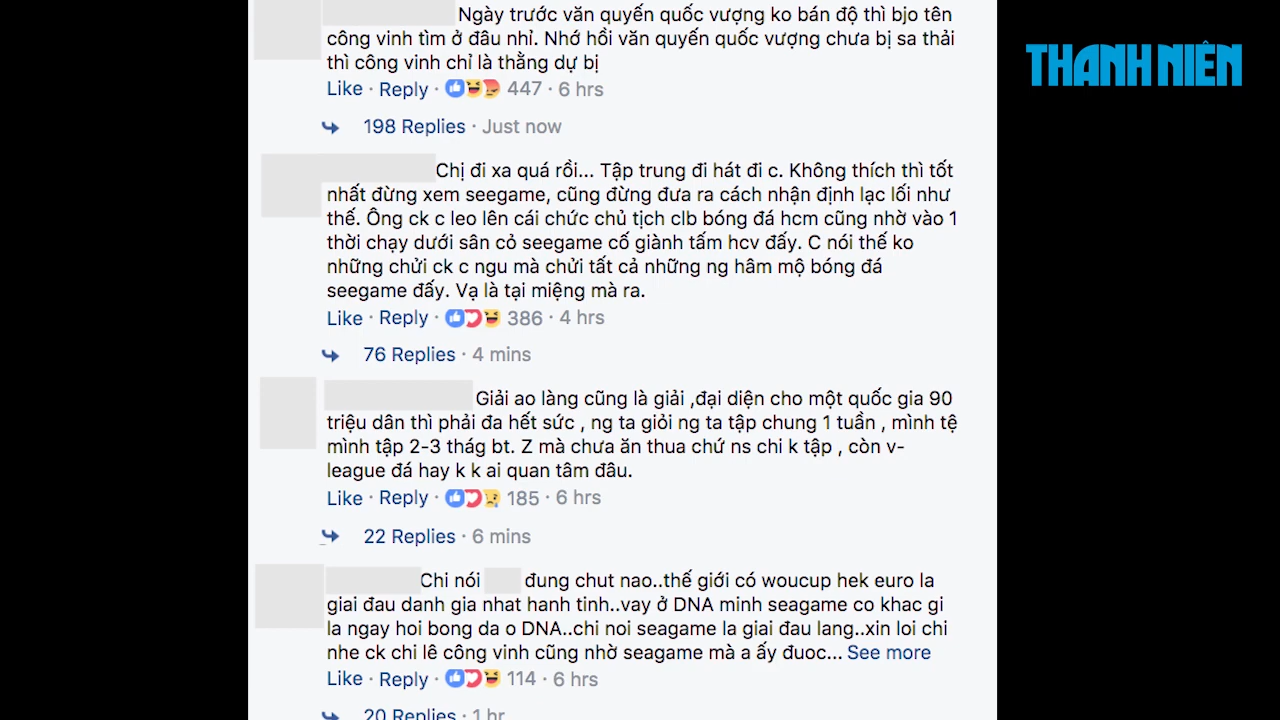 Ngày trước văn quyến quốc vượng ko bán độ thì bjo tên
công vinh tìm ở đâu nhỉ. Nhớ hồi văn quyến quốc vượng chưa bị sa thải
thì công vinh chỉ là thằng dự bị
Like · Reply · 447 · 6 hrs
198 Replies · Just now
THANH NIÊN
Chị đi xa quá rồi... Tập trung đi hát đi c. Không thích thì tốt
nhất đừng xem seegame, cũng đừng đưa ra cách nhận định lạc lối như
thế. Ông ck c leo lên cái chức chủ tịch clb bóng đá hcm cũng nhờ vào 1
thời chạy dưới sân cỏ seegame cố giành tấm hcv đấy. C nói thế ko
những chửi ck c ngu mà chửi tất cả những ng hâm mộ bóng đá
seegame đấy. Vạ là tại miệng mà ra.
Like · Reply · 386 · 4 hrs
76 Replies · 4 mins
Giải ao làng cũng là giải ,đại diện cho một quốc gia 90
triệu dân thì phải đa hết sức , ng ta giỏi ng ta tập chung 1 tuần , mình tệ
mình tập 2-3 thág bt. Z mà chưa ăn thua chứ ns chi k tập , còn v-
league đá hay k k ai quan tâm đâu.
Like · Reply · 185 · 6 hrs
22 Replies · 6 mins
Chi nói đung chut nao..thế giới có woucup hek euro la
giai đau danh gia nhat hanh tinh..vay ở DNA minh seagame co khac gi
la ngay hoi bong da o DNA..chi noi seagame la giai đau lang..xin loi chi
nhe ck chi lê công vinh cũng nhờ seagame mà a ấy đuoc... See more
Like · Reply · 114 · 6 hrs
20 Replies · 1 hr